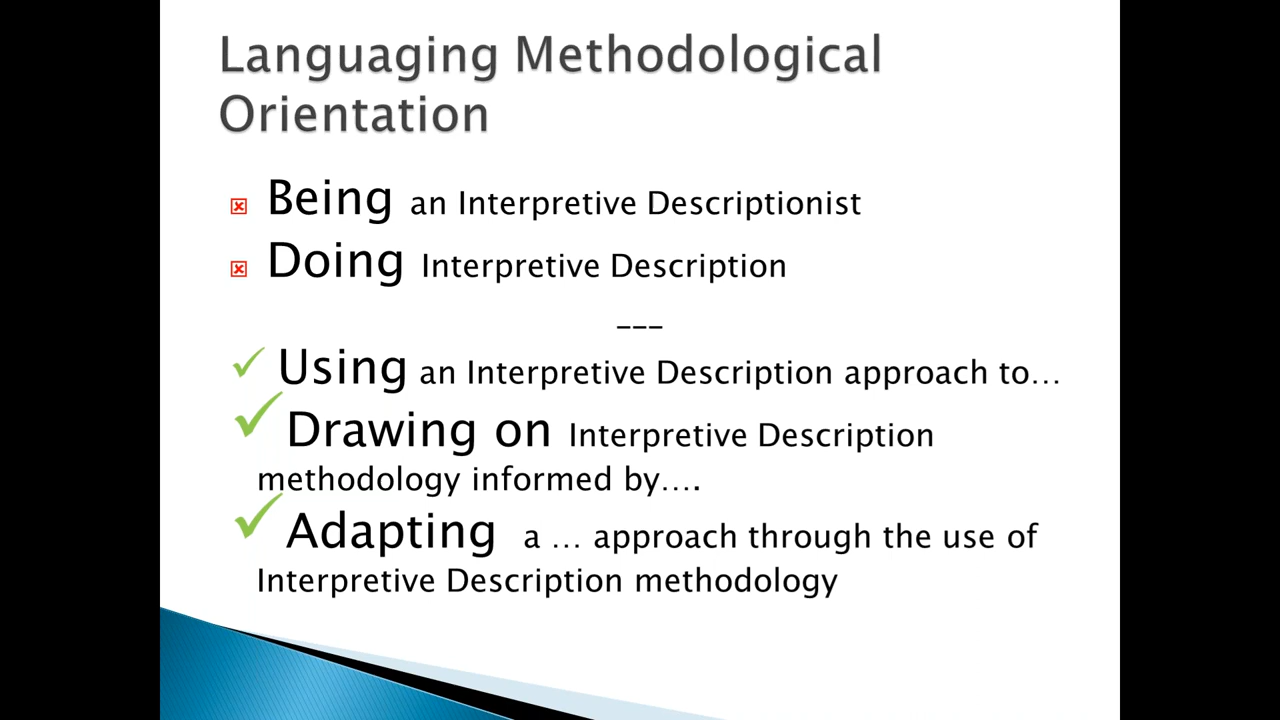 Languaging Methodological
Orientation
Being an Interpretive Descriptionist
Doing Interpretive Description
---
Using an Interpretive Description approach to...
Drawing on Interpretive Description
methodology informed by....
Adapting a ... approach through the use of
Interpretive Description methodology